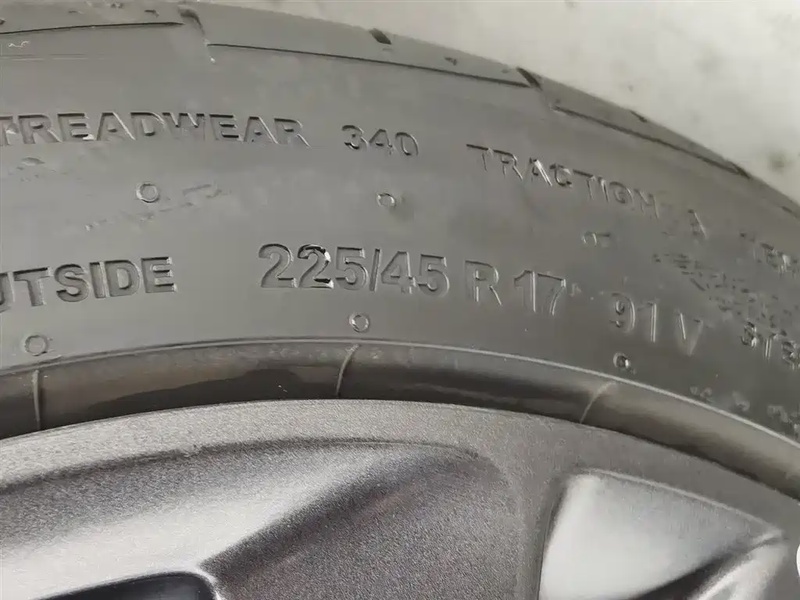 TREADWEAR 340 TRACTION A
UTSIDE 225/45 R 17 91 V